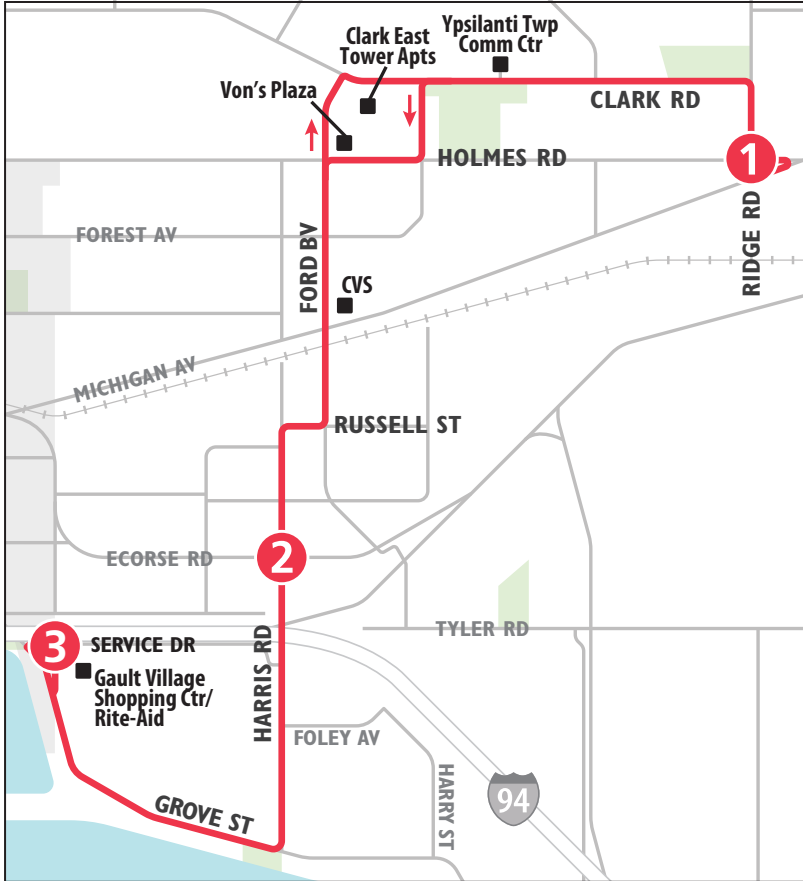 Ypsilanti Twp
Comm Ctr
Clark East
Tower Apts
Von's Plaza
CLARK RD
HOLMES RD
1
FOREST AV
FORD BV
RIDGE RD
CVS
MICHIGAN AV
RUSSELL ST
ECORSE RD
2
TYLER RD
3
SERVICE DR
HARRIS RD
Gault Village
Shopping Ctr/
Rite-Aid
FOLEY AV
HARRY ST
94
GROVE ST